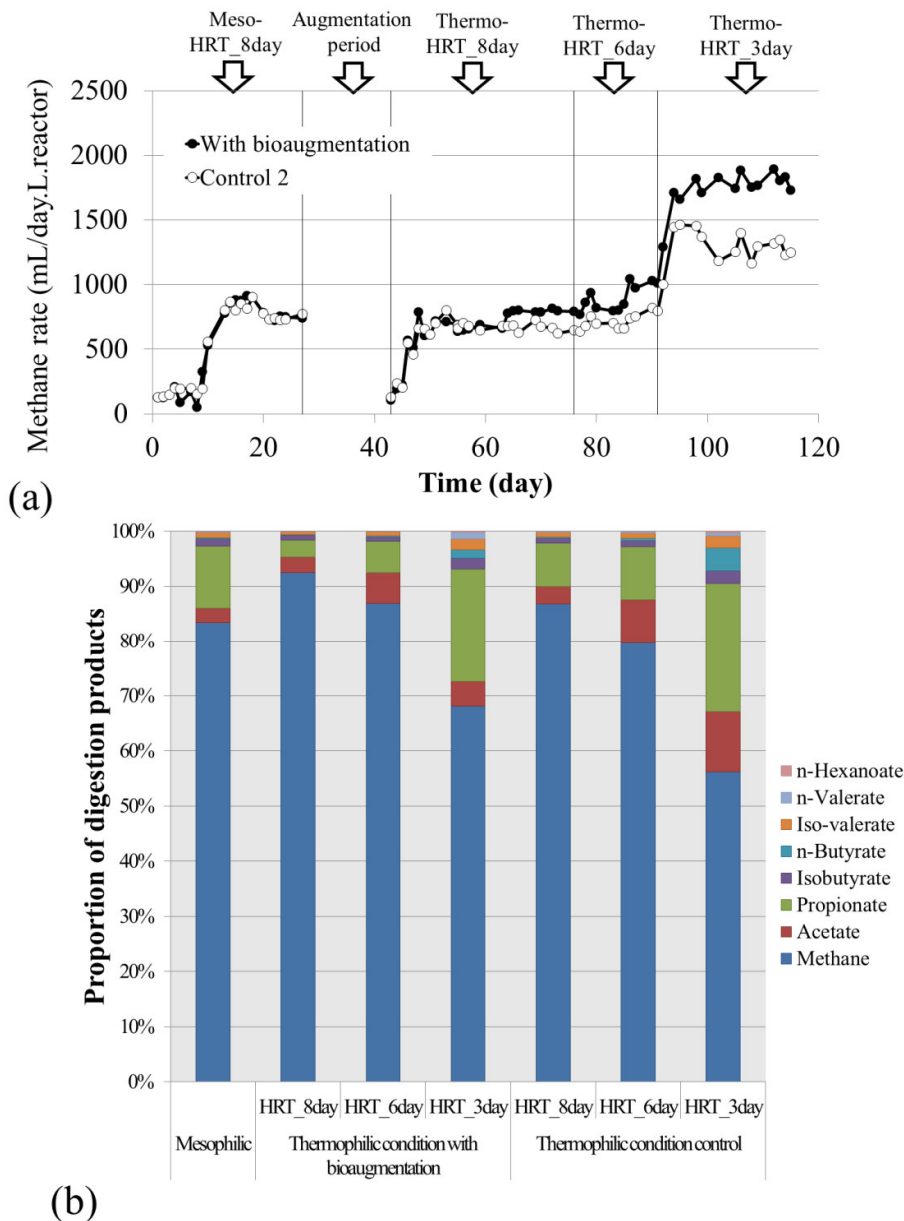 (a)
Meso-
HRT_8day
Augmentation
period
Thermo-
HRT_8day
Thermo-
HRT_6day
Thermo-
HRT_3day
Methane rate (mL/day.L.reactor)
2500
2000
1500
1000
500
0
With bioaugmentation
Control 2
0 20 40 60 80 100 120
Time (day)
(a)
Proportion of digestion products
100%
90%
80%
70%
60%
50%
40%
30%
20%
10%
0%
n-Hexanoate
n-Valerate
Iso-valerate
n-Butyrate
Isobutyrate
Propionate
Acetate
Methane
HRT_8day HRT_6day HRT_3day HRT_8day HRT_6day HRT_3day
Mesophilic
Thermophilic condition with
bioaugmentation
Thermophilic condition control
(b)